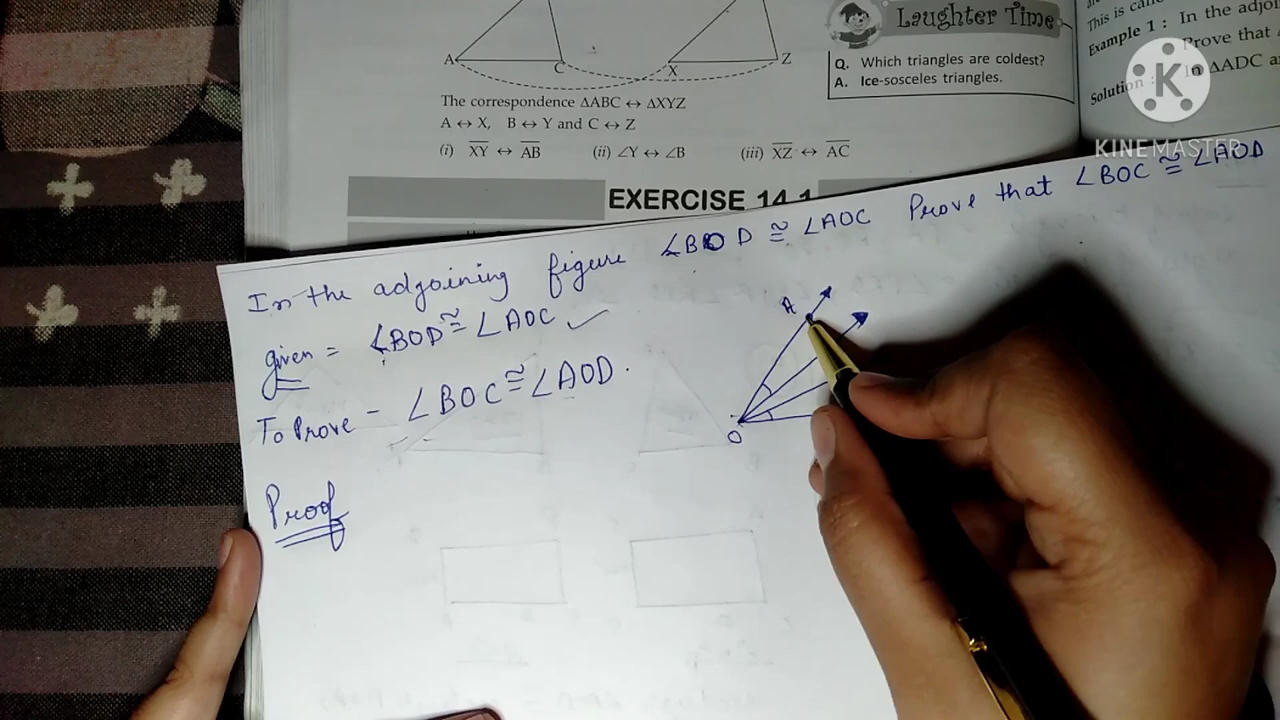 A C X Z
Laughter Time
Q. Which triangles are coldest?
A. Ice-sosceles triangles.
The correspondence ΔABC ↔ ΔXYZ
A ↔ X, B ↔ Y and C ↔ Z
(i) XY ↔ AB (ii) ∠Y ↔ ∠B (iii) XZ ↔ AC
This is
Example 1 : In the
Prove that
Solution : In ΔADC
K
KINEMASTER
EXERCISE 14.1
In the adjoining figure ∠BOD ≅ ∠AOC Prove that ∠BOC ≅ ∠AOD
given = ∠BOD ≅ ∠AOC
To Prove - ∠BOC ≅ ∠AOD.
Proof
A
O